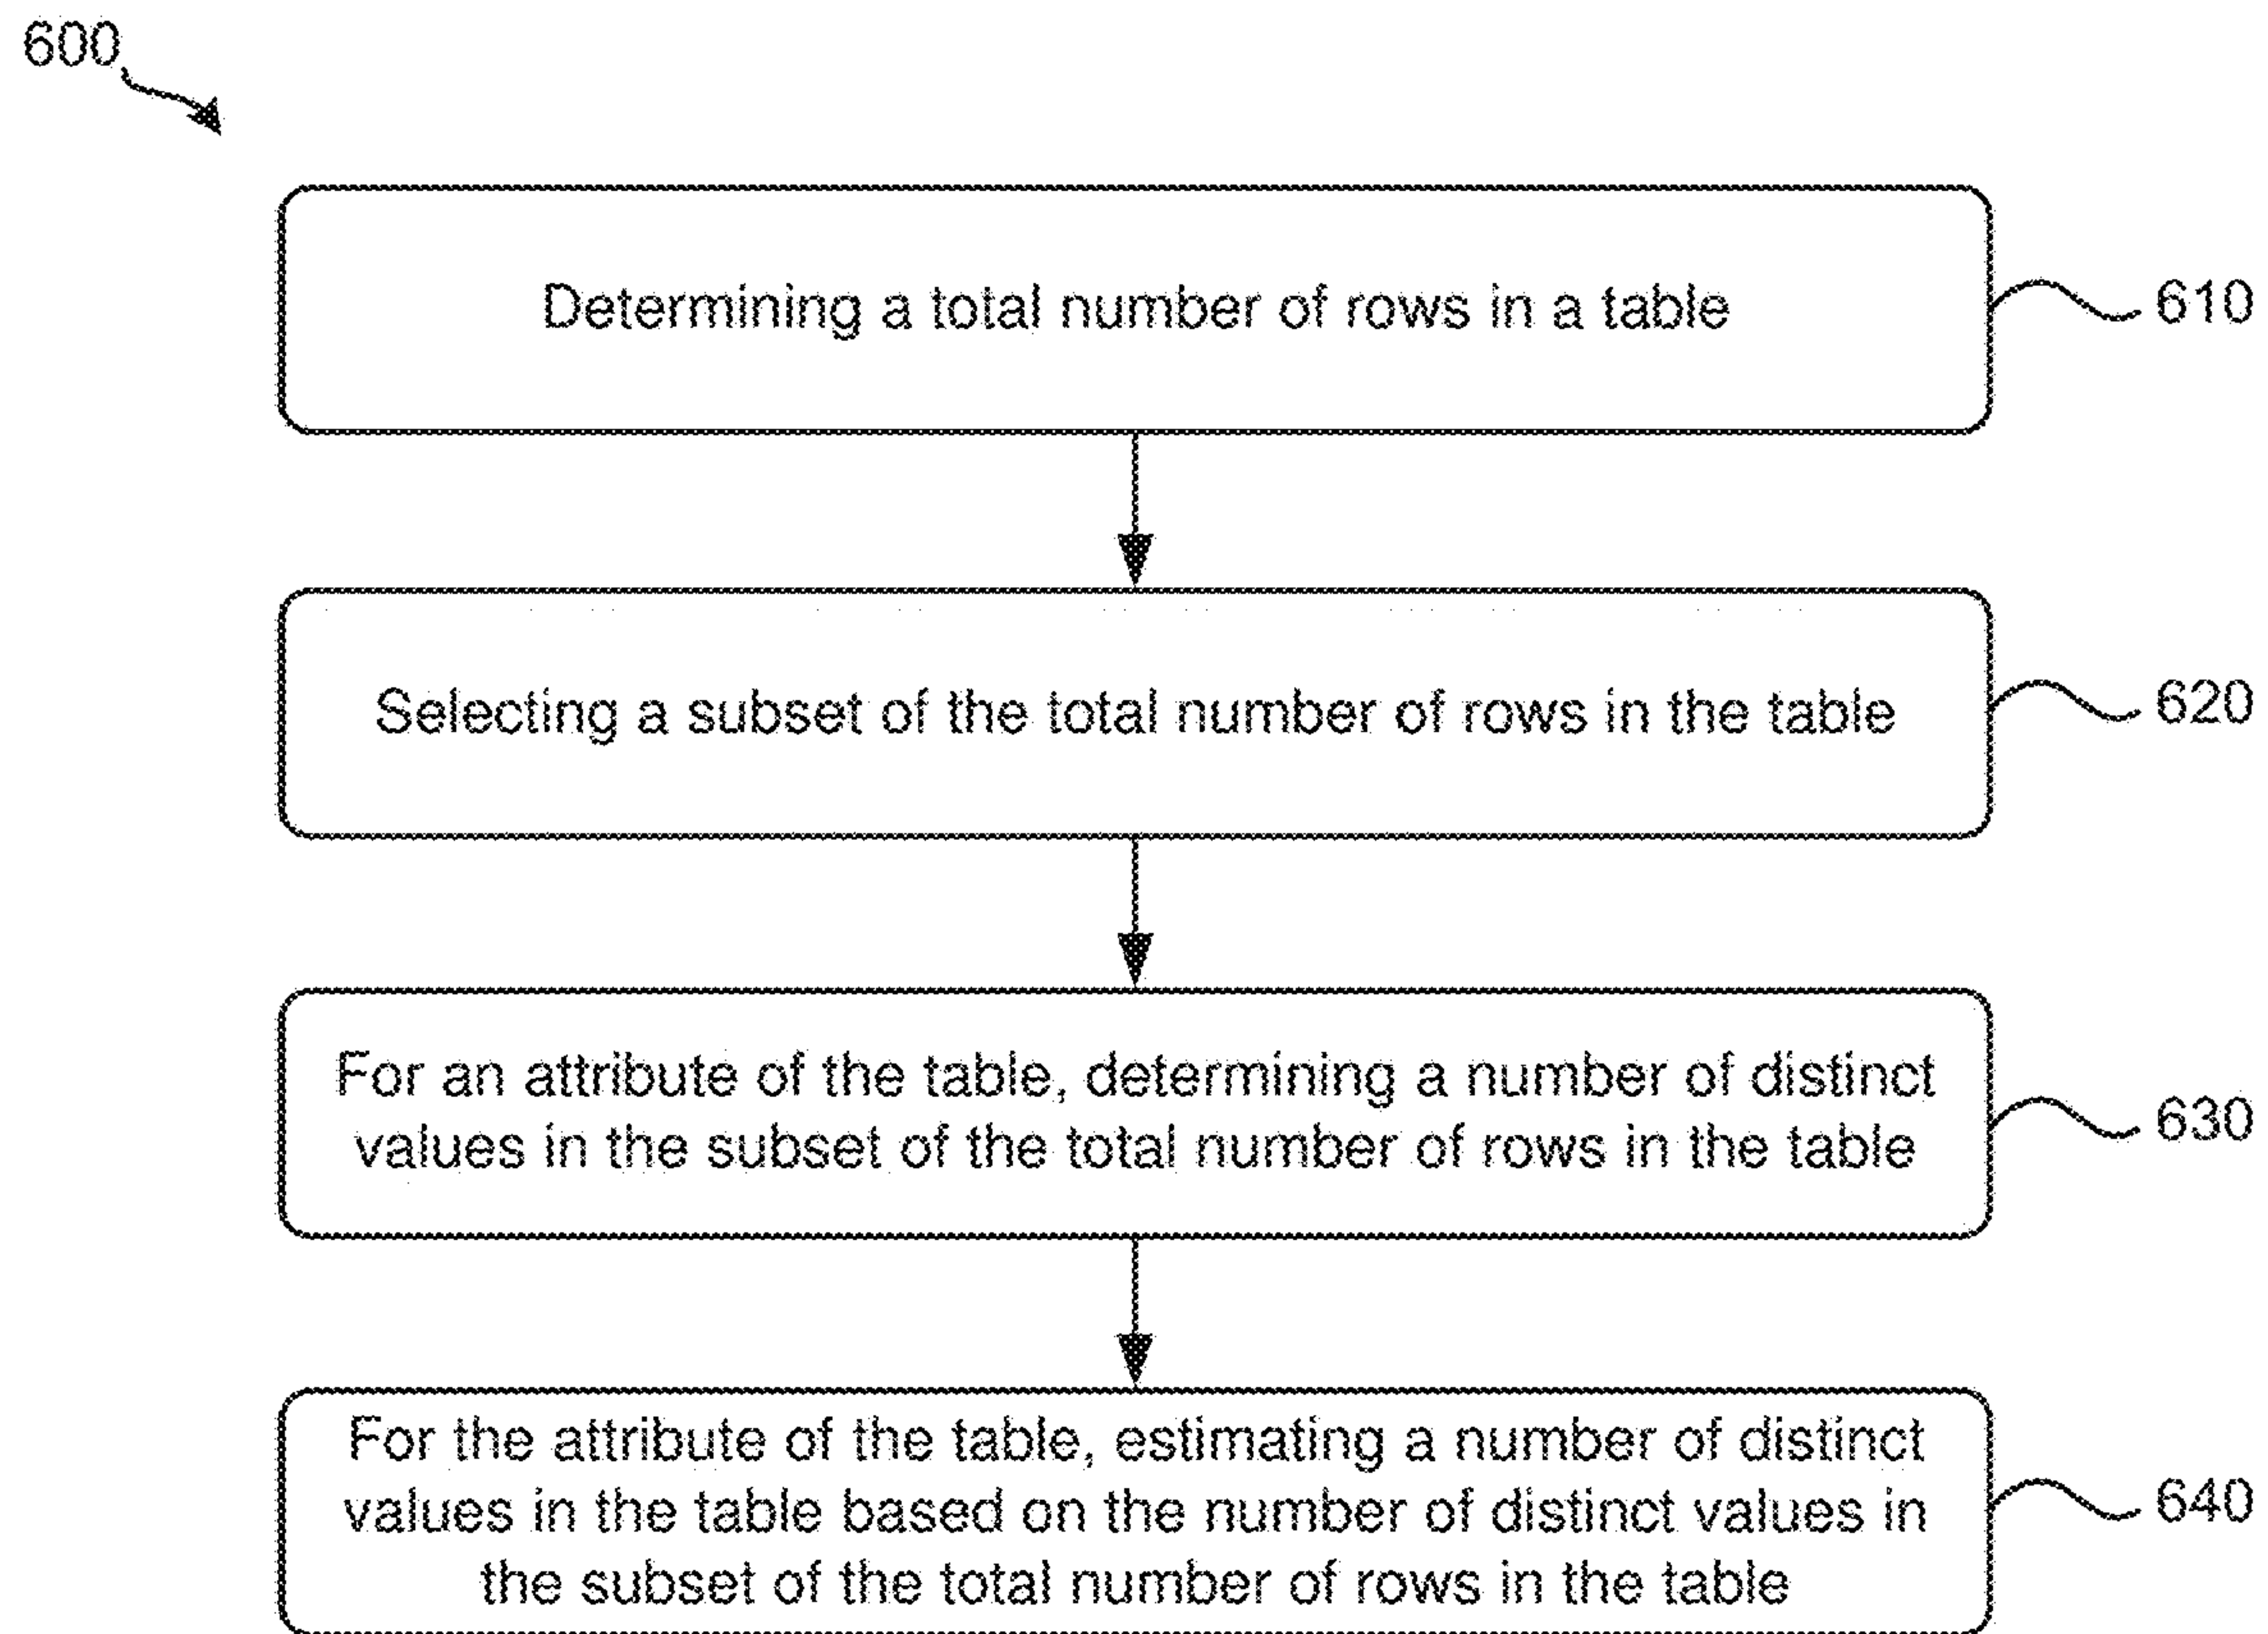 600
Determining a total number of rows in a table
610
Selecting a subset of the total number of rows in the table
620
For an attribute of the table, determining a number of distinct
values in the subset of the total number of rows in the table
630
For the attribute of the table, estimating a number of distinct
values in the table based on the number of distinct values in
the subset of the total number of rows in the table
640